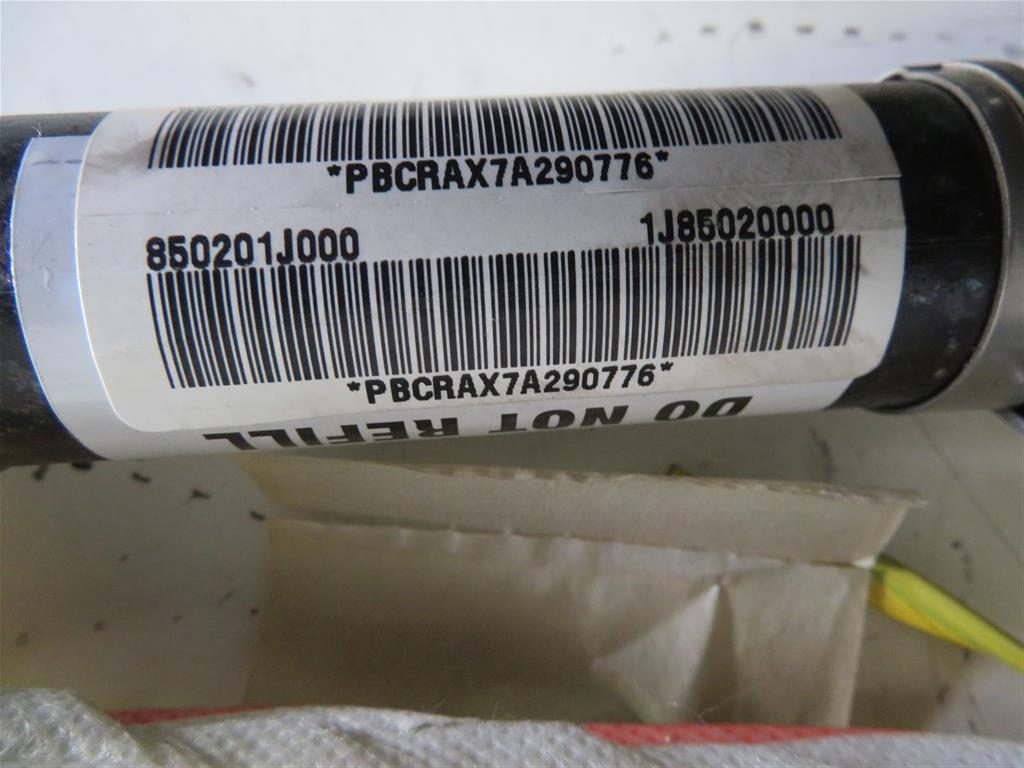 *PBCRAX7A290776*
850201J000 1J85020000
*PBCRAX7A290776*
DO NOT REFILL